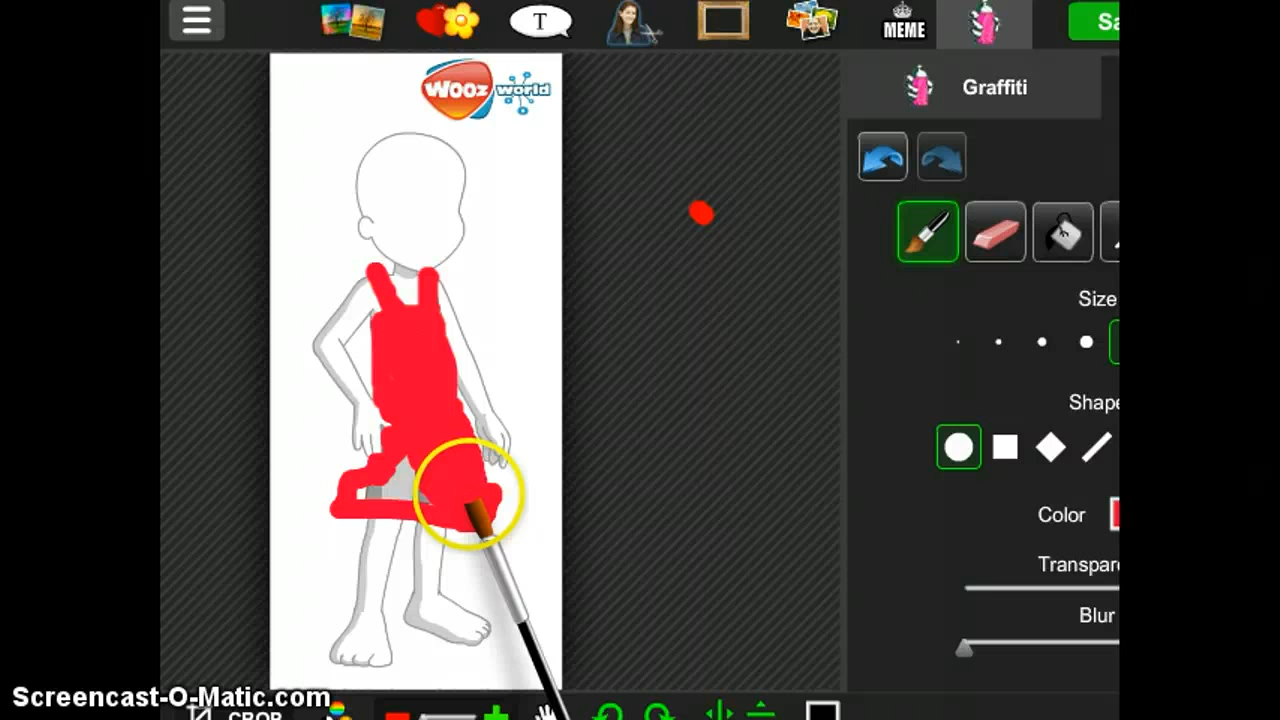 T
MEME
Sa
Wooz world
Graffiti
Size
Shape
Color
Transpare
Blur
Screencast-O-Matic.com
CROP